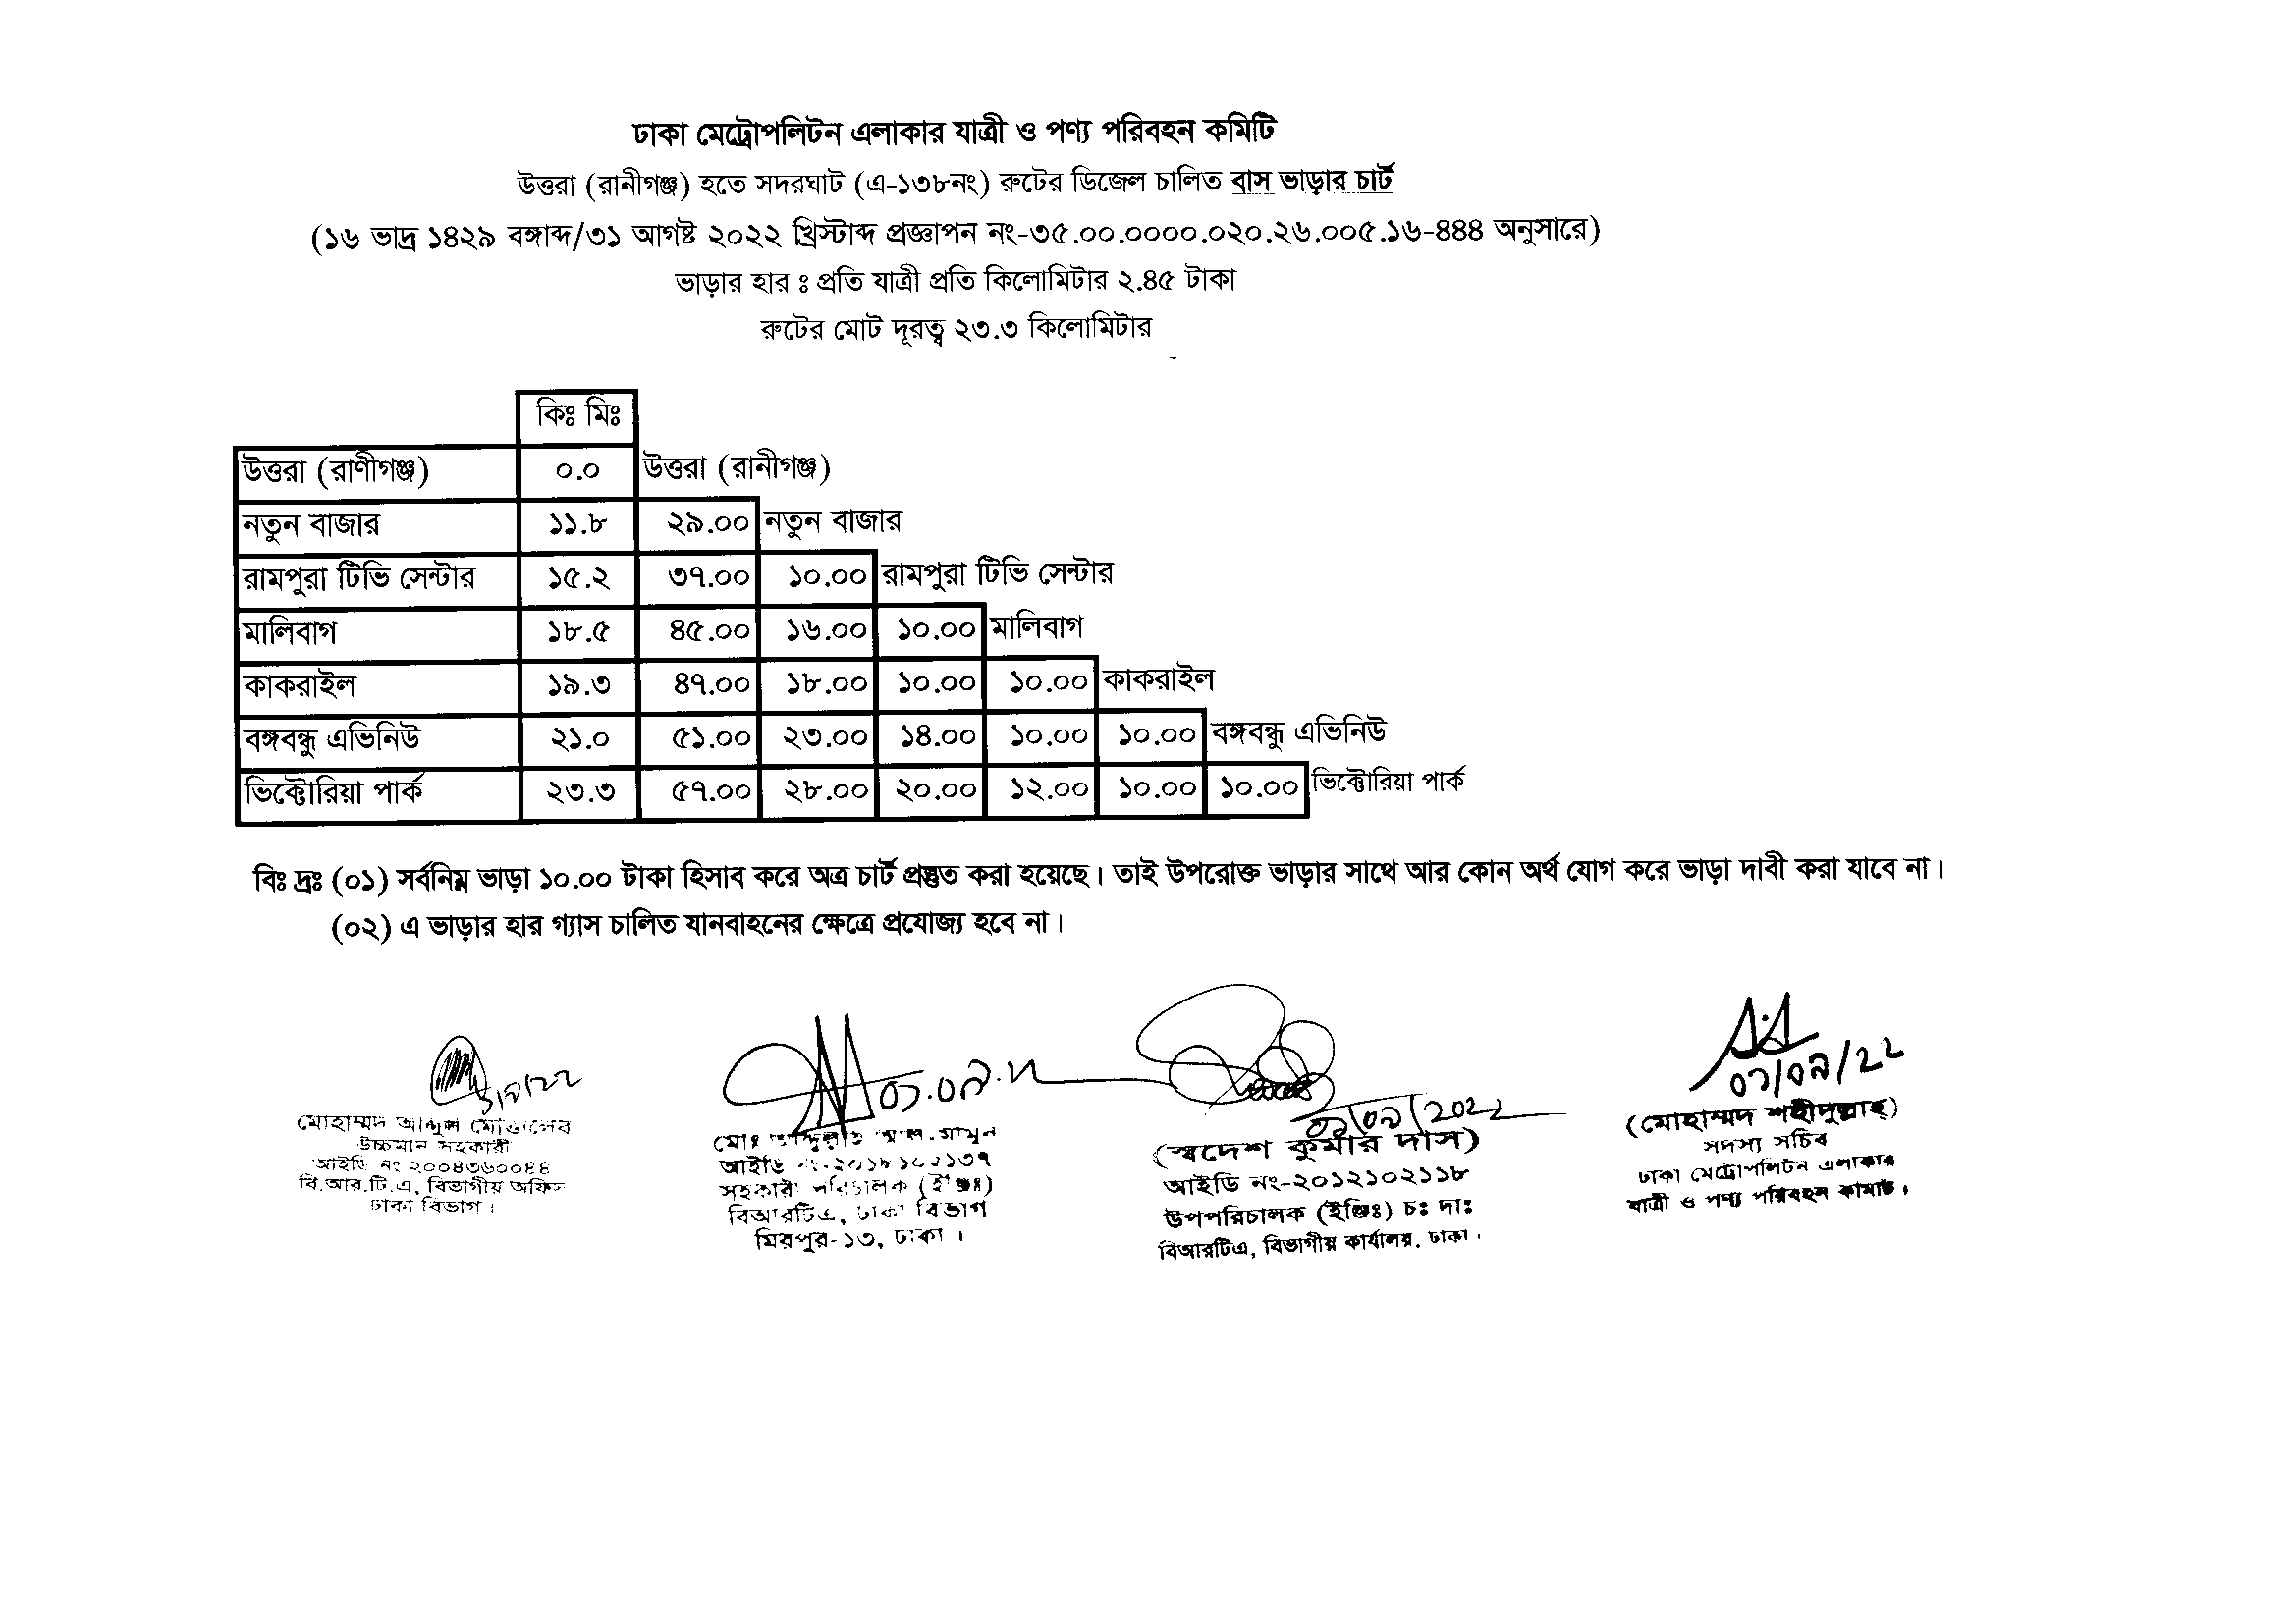 ঢাকা মেট্রোপলিটন এলাকার যাত্রী ও পণ্য পরিবহন কমিটি
উত্তরা (রানীগঞ্জ) হতে সদরঘাট (এ-১৩৮নং) রুটের ডিজেল চালিত বাস ভাড়ার চার্ট
(১৬ ভাদ্র ১৪২৯ বঙ্গাব্দ/৩১ আগষ্ট ২০২২ খ্রিস্টাব্দ প্রজ্ঞাপন নং-৩৫.০০.০০০০.০২০.২৬.০০৫.১৬-৪৪৪ অনুসারে)
ভাড়ার হার ঃ প্রতি যাত্রী প্রতি কিলোমিটার ২.৪৫ টাকা
রুটের মোট দূরত্ব ২৩.৩ কিলোমিটার
কিঃ মিঃ
উত্তরা (রাণীগঞ্জ) ০.০ উত্তরা (রানীগঞ্জ)
নতুন বাজার ১১.৮ ২৯.০০ নতুন বাজার
রামপুরা টিভি সেন্টার ১৫.২ ৩৭.০০ ১০.০০ রামপুরা টিভি সেন্টার
মালিবাগ ১৮.৫ ৪৫.০০ ১৬.০০ ১০.০০ মালিবাগ
কাকরাইল ১৯.৩ ৪৭.০০ ১৮.০০ ১০.০০ ১০.০০ কাকরাইল
বঙ্গবন্ধু এভিনিউ ২১.০ ৫১.০০ ২৩.০০ ১৪.০০ ১০.০০ ১০.০০ বঙ্গবন্ধু এভিনিউ
ভিক্টোরিয়া পার্ক ২৩.৩ ৫৭.০০ ২৮.০০ ২০.০০ ১২.০০ ১০.০০ ১০.০০ ভিক্টোরিয়া পার্ক
বিঃ দ্রঃ (০১) সর্বনিম্ন ভাড়া ১০.০০ টাকা হিসাব করে অত্র চার্ট প্রস্তুত করা হয়েছে। তাই উপরোক্ত ভাড়ার সাথে আর কোন অর্থ যোগ করে ভাড়া দাবী করা যাবে না।
(০২) এ ভাড়ার হার গ্যাস চালিত যানবাহনের ক্ষেত্রে প্রযোজ্য হবে না।
মোহাম্মদ আব্দুল
উচ্চমান সহকারী
আইডি নং ২০০৪৩৬০০৪৪
বি.আর.টি.এ, বিভাগীয় অফিস
ঢাকা বিভাগ।
মোঃ
আইডি
সহকারী পরিচালক (ইঞ্জিঃ)
বিআরটিএ, ঢাকা বিভাগ
মিরপুর-১৩, ঢাকা।
০১/০৯/২০২২
(স্বদেশ কুমার দাস)
আইডি নং-২০১২১০২১১৮
উপপরিচালক (ইঞ্জিঃ) চঃ দাঃ
বিআরটিএ, বিভাগীয় কার্যালয়, ঢাকা।
০১/০৯/২২
(মোহাম্মদ শহীদুল্লাহ)
সদস্য সচিব
ঢাকা মেট্রোপলিটন এলাকার
যাত্রী ও পণ্য পরিবহন কমিটি।